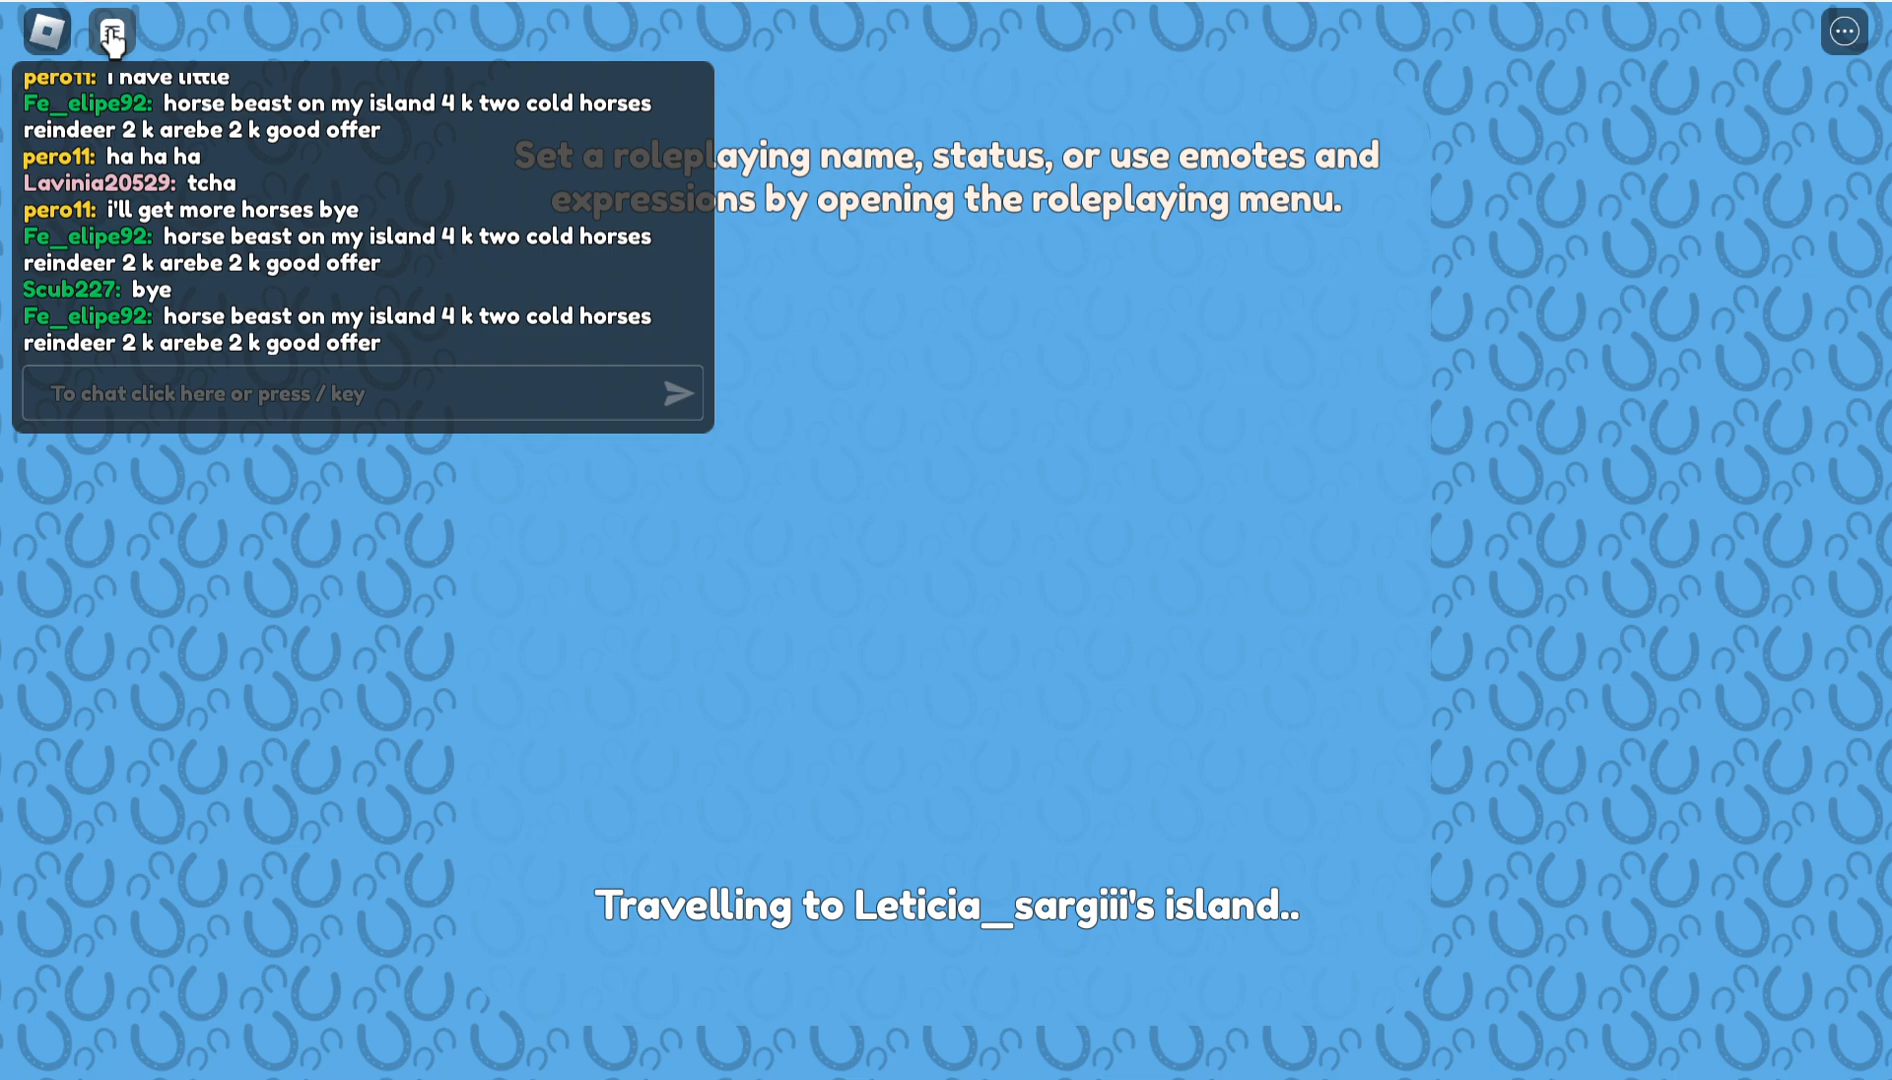 pero11: i have little
Fe_elipe92: horse beast on my island 4 k two cold horses
reindeer 2 k arebe 2 k good offer
pero11: ha ha ha
Lavinia20529: tcha
pero11: i'll get more horses bye
Fe_elipe92: horse beast on my island 4 k two cold horses
reindeer 2 k arebe 2 k good offer
Scub227: bye
Fe_elipe92: horse beast on my island 4 k two cold horses
reindeer 2 k arebe 2 k good offer
To chat click here or press / key
Set a roleplaying name, status, or use emotes and
expressions by opening the roleplaying menu.
Travelling to Leticia_sargiii's island..